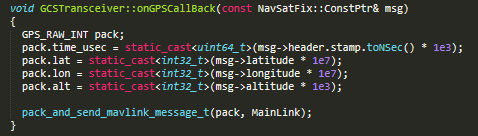 void GCSTransceiver::onGPSCallBack(const NavSatFix::ConstPtr& msg)
{
  GPS_RAW_INT pack;
  pack.time_usec = static_cast<uint64_t>(msg->header.stamp.toNSec() * 1e3);
  pack.lat = static_cast<int32_t>(msg->latitude * 1e7);
  pack.lon = static_cast<int32_t>(msg->longitude * 1e7);
  pack.alt = static_cast<int32_t>(msg->altitude * 1e3);

  pack_and_send_mavlink_message_t(pack, MainLink);
}